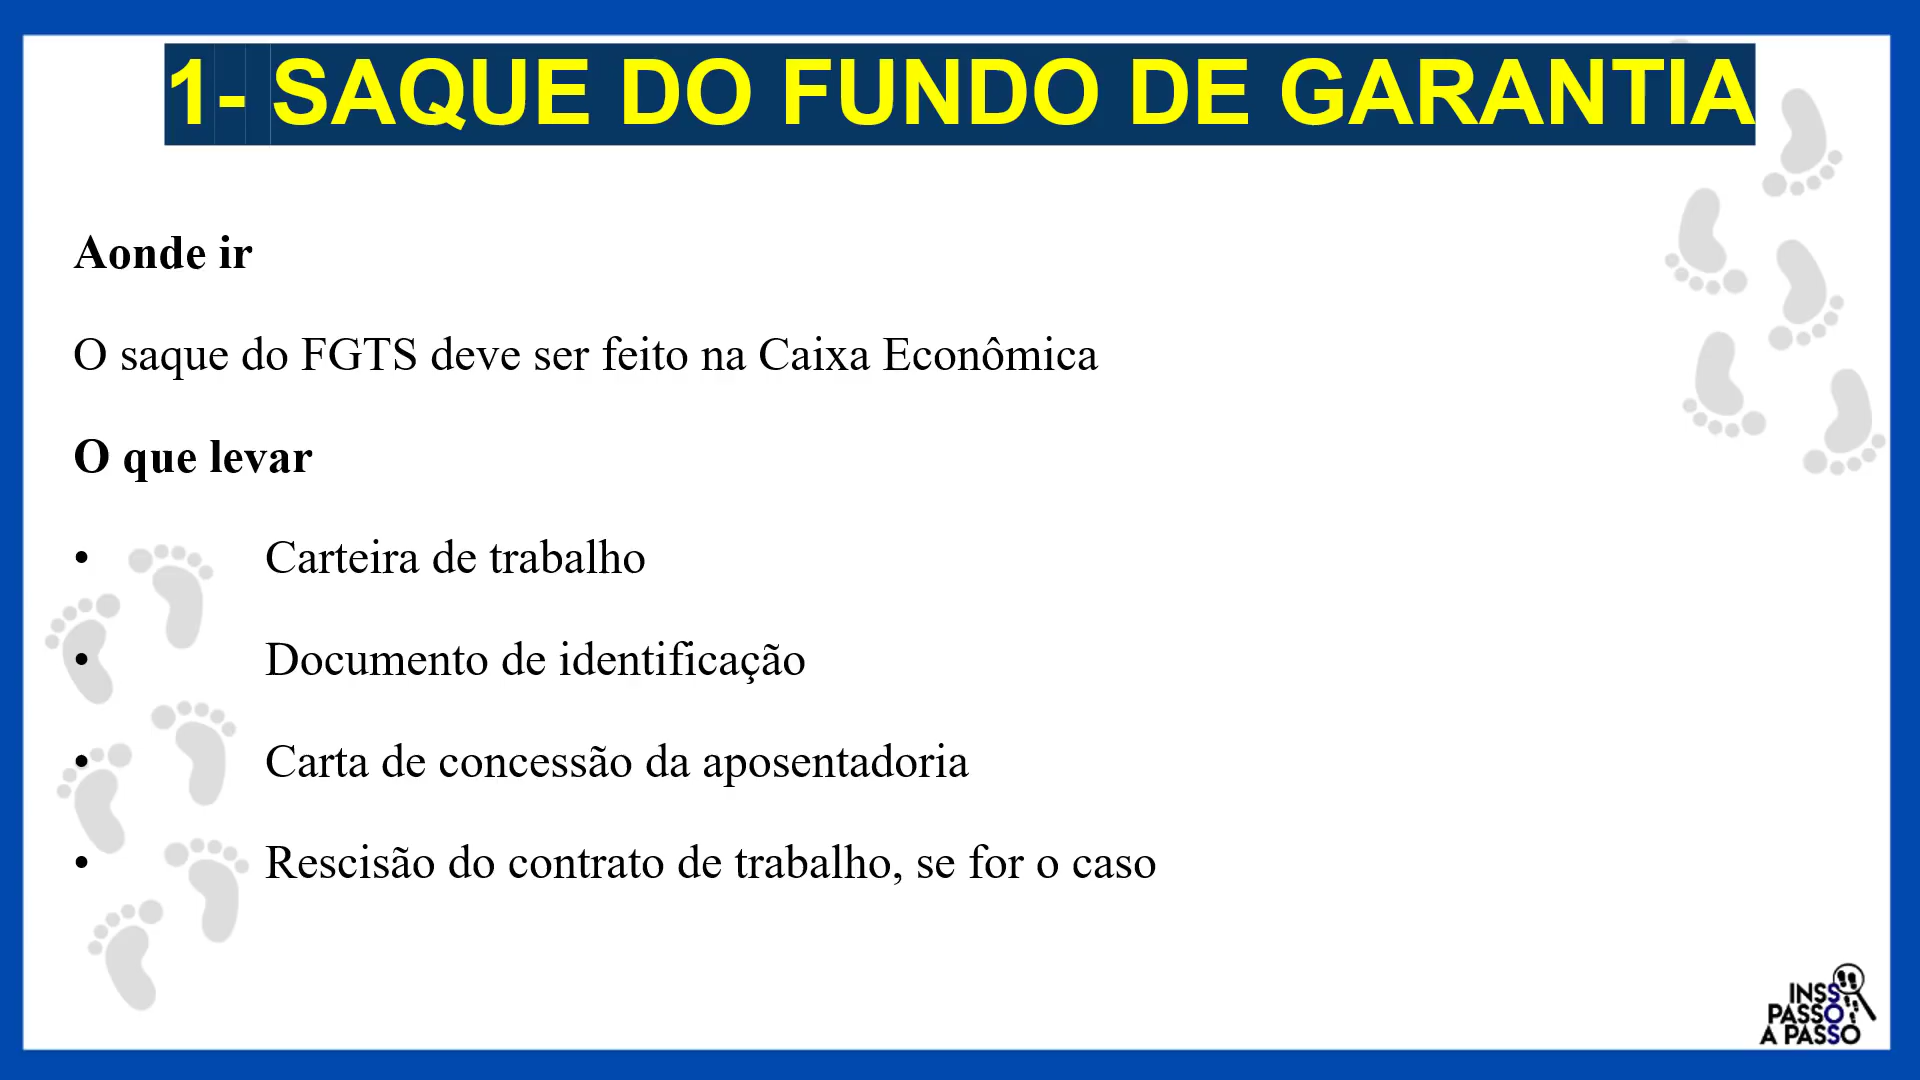 1- SAQUE DO FUNDO DE GARANTIA
Aonde ir
O saque do FGTS deve ser feito na Caixa Econômica
O que levar
• Carteira de trabalho
• Documento de identificação
• Carta de concessão da aposentadoria
• Rescisão do contrato de trabalho, se for o caso
INSS
PASSO
A PASSO